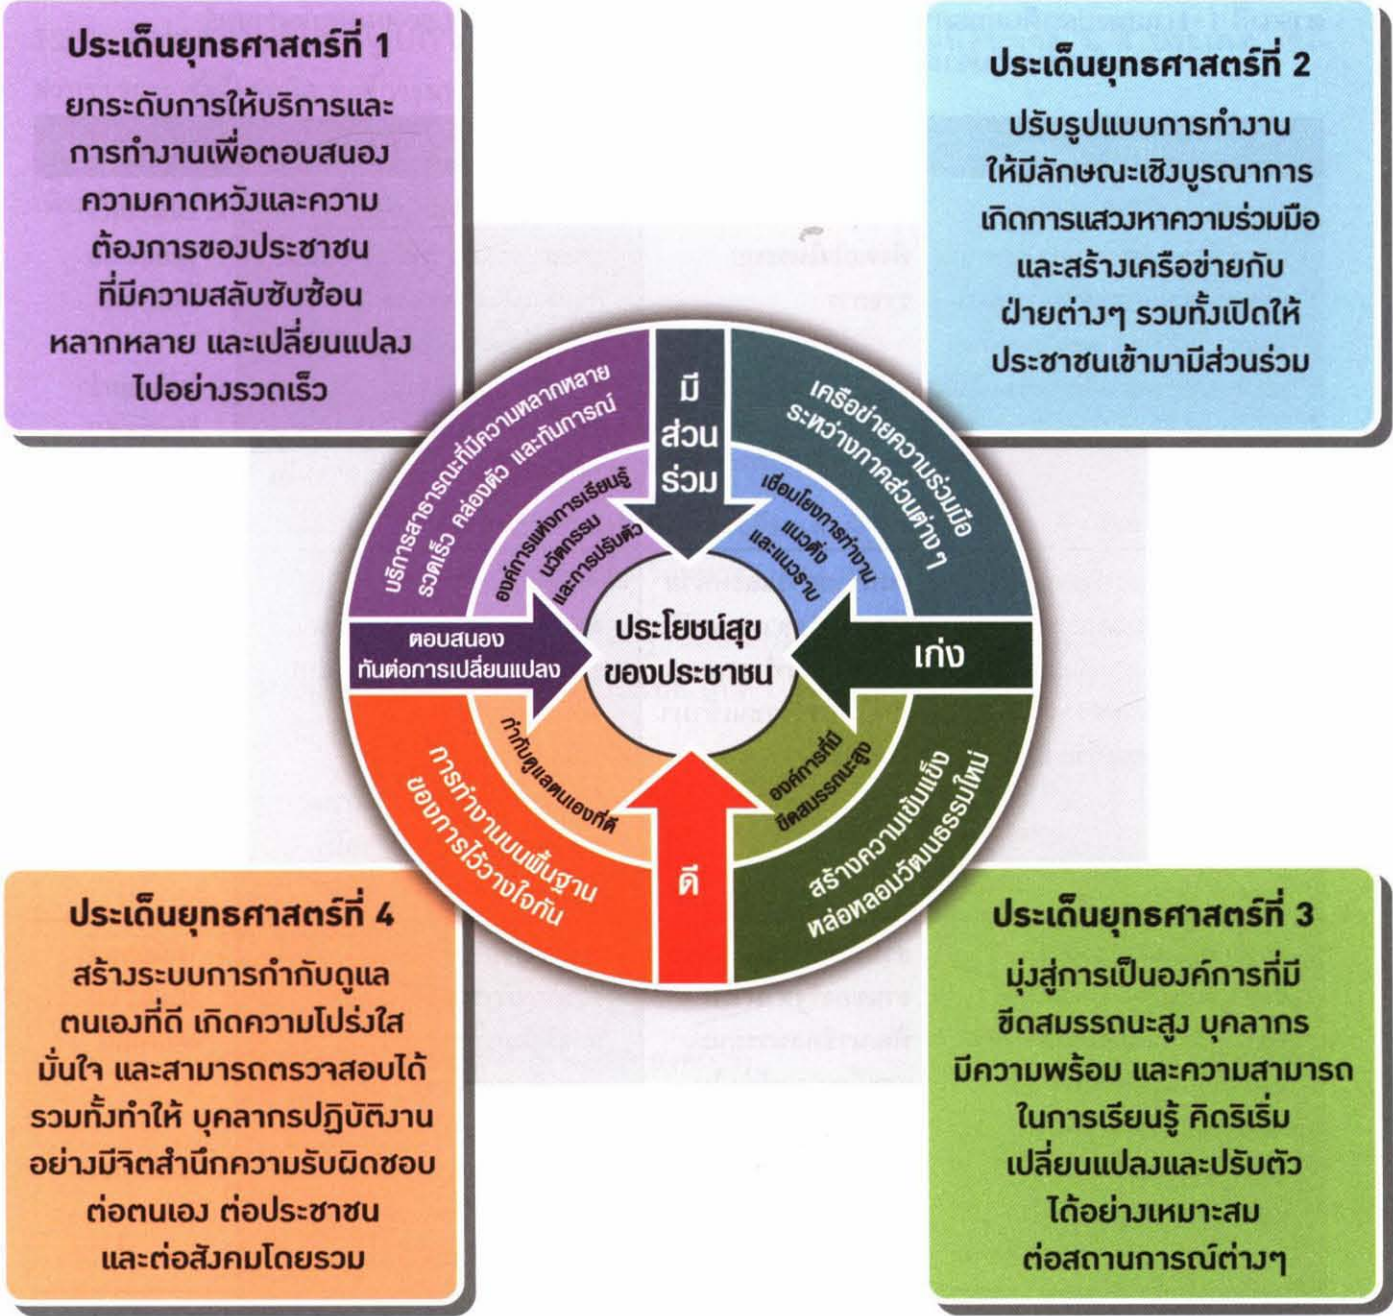 ประเด็นยุทธศาสตร์ที่ 1
ยกระดับการให้บริการและ
การทำงานเพื่อตอบสนอง
ความคาดหวังและความ
ต้องการของประชาชน
ที่มีความสลับซับซ้อน
หลากหลาย และเปลี่ยนแปลง
ไปอย่างรวดเร็ว
ประเด็นยุทธศาสตร์ที่ 2
ปรับรูปแบบการทำงาน
ให้มีลักษณะเชิงบูรณาการ
เกิดการแสวงหาความร่วมมือ
และสร้างเครือข่ายกับ
ฝ่ายต่างๆ รวมทั้งเปิดให้
ประชาชนเข้ามามีส่วนร่วม
บริการสาธารณะที่มีความหลากหลาย
รวดเร็ว คล่องตัว และทันการณ์
องค์การแห่งการเรียนรู้
นวัตกรรม
และการปรับตัว
มี
ส่วน
ร่วม
เครือข่ายความร่วมมือ
ระหว่างภาคส่วนต่าง ๆ
เชื่อมโยงการทำงาน
แนวดิ่ง
และแนวราบ
ตอบสนอง
ทันต่อการเปลี่ยนแปลง
ประโยชน์สุข
ของประชาชน
เก่ง
กำกับดูแลตนเองที่ดี
การทำงานบนพื้นฐาน
ของการไว้วางใจกัน
ดี
องค์การที่มี
ขีดสมรรถนะสูง
สร้างความเข้มแข็ง
หล่อหลอมวัฒนธรรมใหม่
ประเด็นยุทธศาสตร์ที่ 4
สร้างระบบการกำกับดูแล
ตนเองที่ดี เกิดความโปร่งใส
มั่นใจ และสามารถตรวจสอบได้
รวมทั้งทำให้ บุคลากรปฏิบัติงาน
อย่างมีจิตสำนึกความรับผิดชอบ
ต่อตนเอง ต่อประชาชน
และต่อสังคมโดยรวม
ประเด็นยุทธศาสตร์ที่ 3
มุ่งสู่การเป็นองค์การที่มี
ขีดสมรรถนะสูง บุคลากร
มีความพร้อม และความสามารถ
ในการเรียนรู้ คิดริเริ่ม
เปลี่ยนแปลงและปรับตัว
ได้อย่างเหมาะสม
ต่อสถานการณ์ต่างๆ